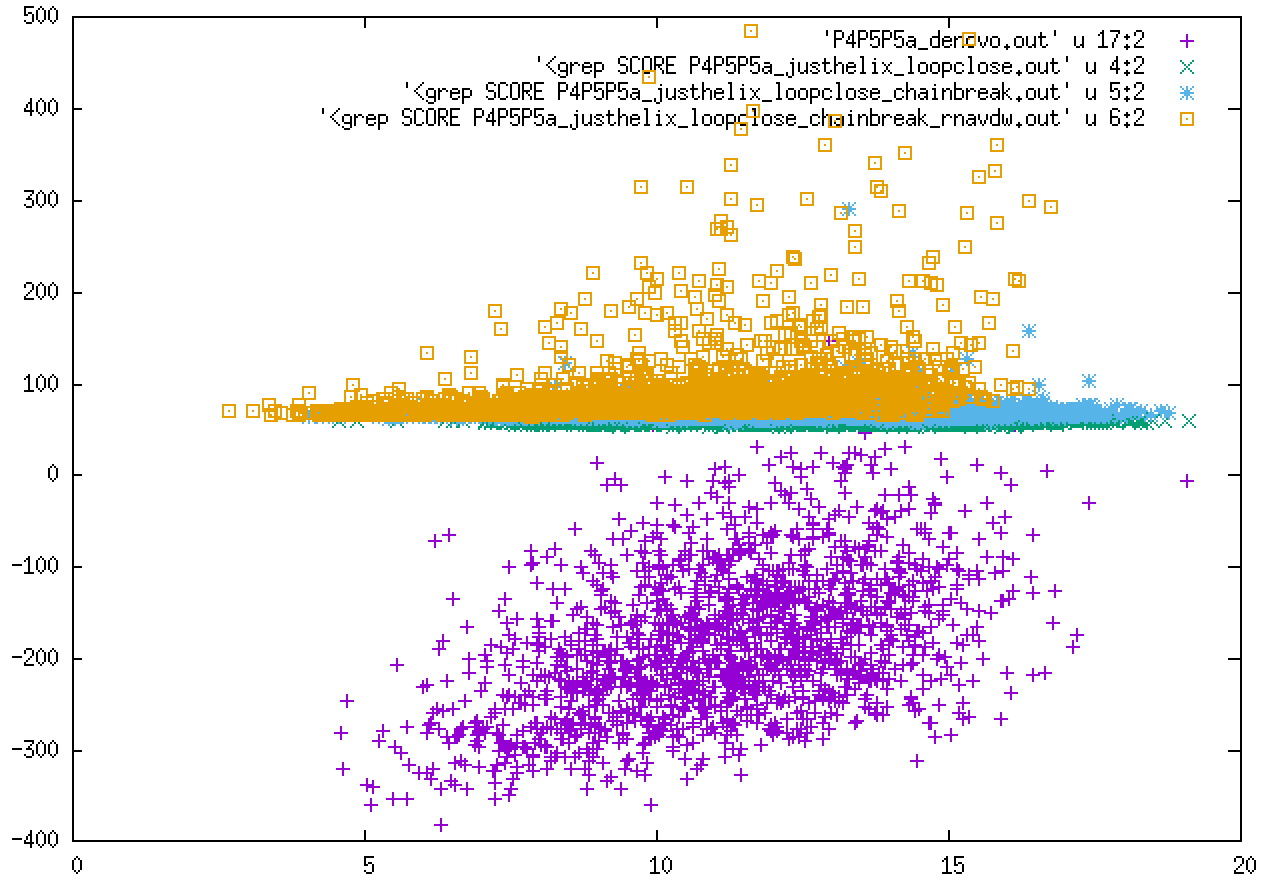 500
'P4P5P5a_denovo.out' u 17:2
'<grep SCORE P4P5P5a_justhelix_loopclose.out' u 4:2
'<grep SCORE P4P5P5a_justhelix_loopclose_chainbreak.out' u 5:2
400
'<grep SCORE P4P5P5a_justhelix_loopclose_chainbreak_rnavdw.out' u 6:2
300
200
100
0
-100
-200
-300
-400
0 5 10 15 20